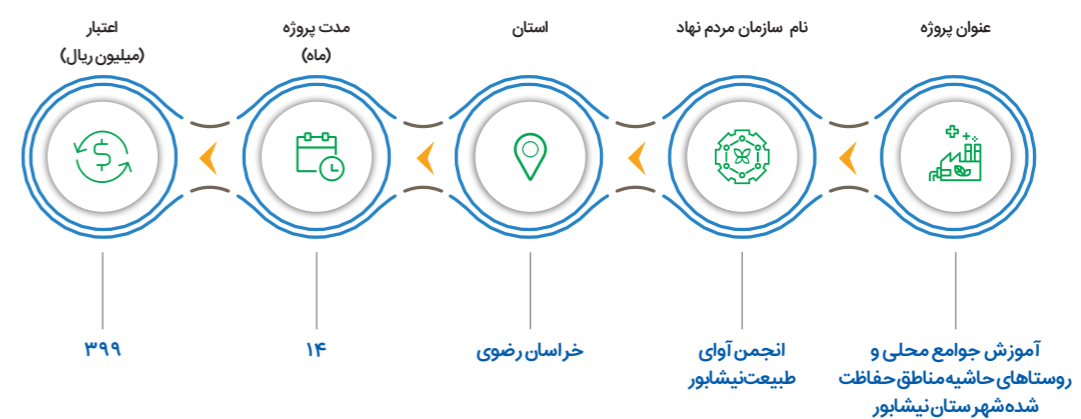 عنوان پروژه
نام سازمان مردم نهاد
استان
مدت پروژه
(ماه)
اعتبار
(میلیون ریال)
آموزش جوامع محلی و
روستاهای حاشیه مناطق حفاظت
شده شهرستان نیشابور
انجمن آوای
طبیعت نیشابور
خراسان رضوی
۱۴
۳۹۹